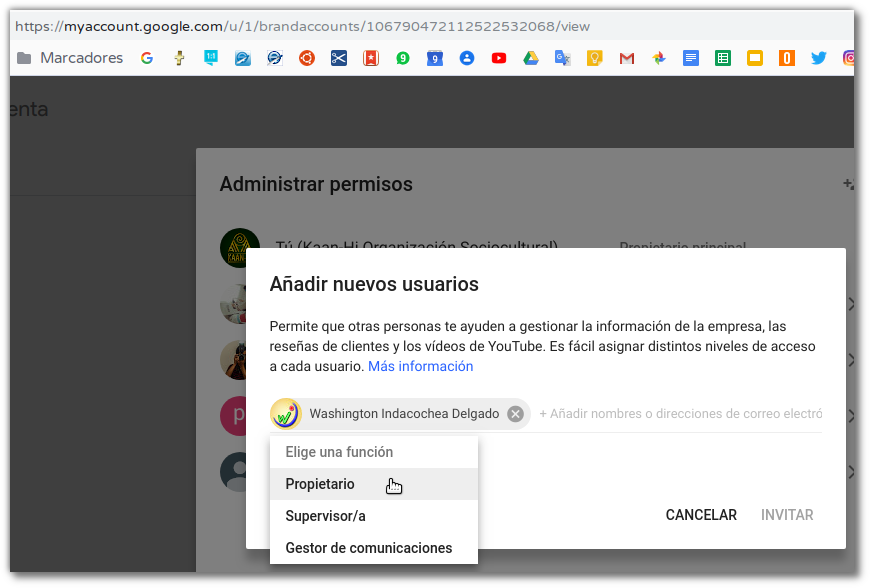 https://myaccount.google.com/u/1/brandaccounts/106790472112522532068/view
Marcadores
enta
Administrar permisos
Tú (Kaan-Hi Organización Sociocultural)
Propietario principal
Añadir nuevos usuarios
Permite que otras personas te ayuden a gestionar la información de la empresa, las
reseñas de clientes y los vídeos de YouTube. Es fácil asignar distintos niveles de acceso
a cada usuario. Más información
Washington Indacochea Delgado
+ Añadir nombres o direcciones de correo electró
Elige una función
Propietario
Supervisor/a
Gestor de comunicaciones
CANCELAR
INVITAR